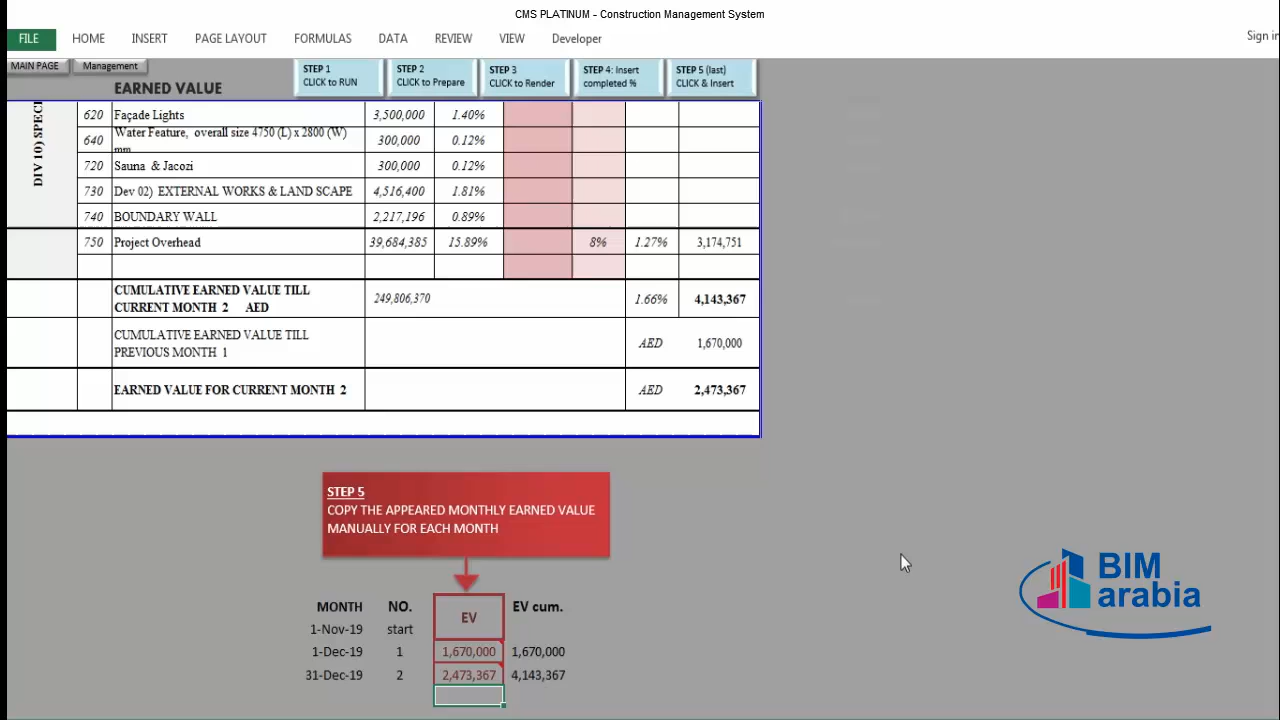 CMS PLATINUM - Construction Management System
FILE HOME INSERT PAGE LAYOUT FORMULAS DATA REVIEW VIEW Developer Sign in
MAIN PAGE Management
EARNED VALUE
STEP 1
CLICK to RUN
STEP 2
CLICK to Prepare
STEP 3
CLICK to Render
STEP 4: Insert
completed %
STEP 5 (last)
CLICK & Insert
DIV 10) SPECI
620 Façade Lights 3,500,000 1.40%
640 Water Feature, overall size 4750 (L) x 2800 (W)
mm 300,000 0.12%
720 Sauna & Jacozi 300,000 0.12%
730 Dev 02) EXTERNAL WORKS & LAND SCAPE 4,516,400 1.81%
740 BOUNDARY WALL 2,217,196 0.89%
750 Project Overhead 39,684,385 15.89% 8% 1.27% 3,174,751
CUMULATIVE EARNED VALUE TILL
CURRENT MONTH 2 AED 249,806,370 1.66% 4,143,367
CUMULATIVE EARNED VALUE TILL
PREVIOUS MONTH 1 AED 1,670,000
EARNED VALUE FOR CURRENT MONTH 2 AED 2,473,367
STEP 5
COPY THE APPEARED MONTHLY EARNED VALUE
MANUALLY FOR EACH MONTH
MONTH NO. EV EV cum.
1-Nov-19 start
1-Dec-19 1 1,670,000 1,670,000
31-Dec-19 2 2,473,367 4,143,367
BIM
arabia